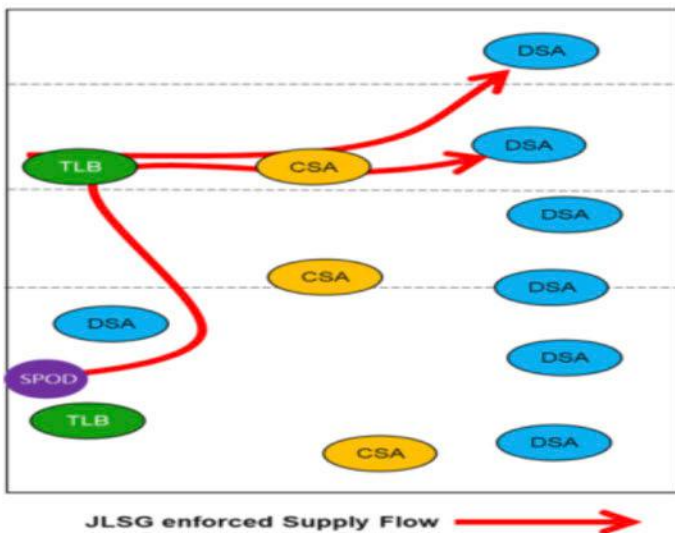 DSA
DSA
TLB
CSA
DSA
CSA
DSA
DSA
DSA
SPOD
TLB
DSA
CSA
JLSG enforced Supply Flow